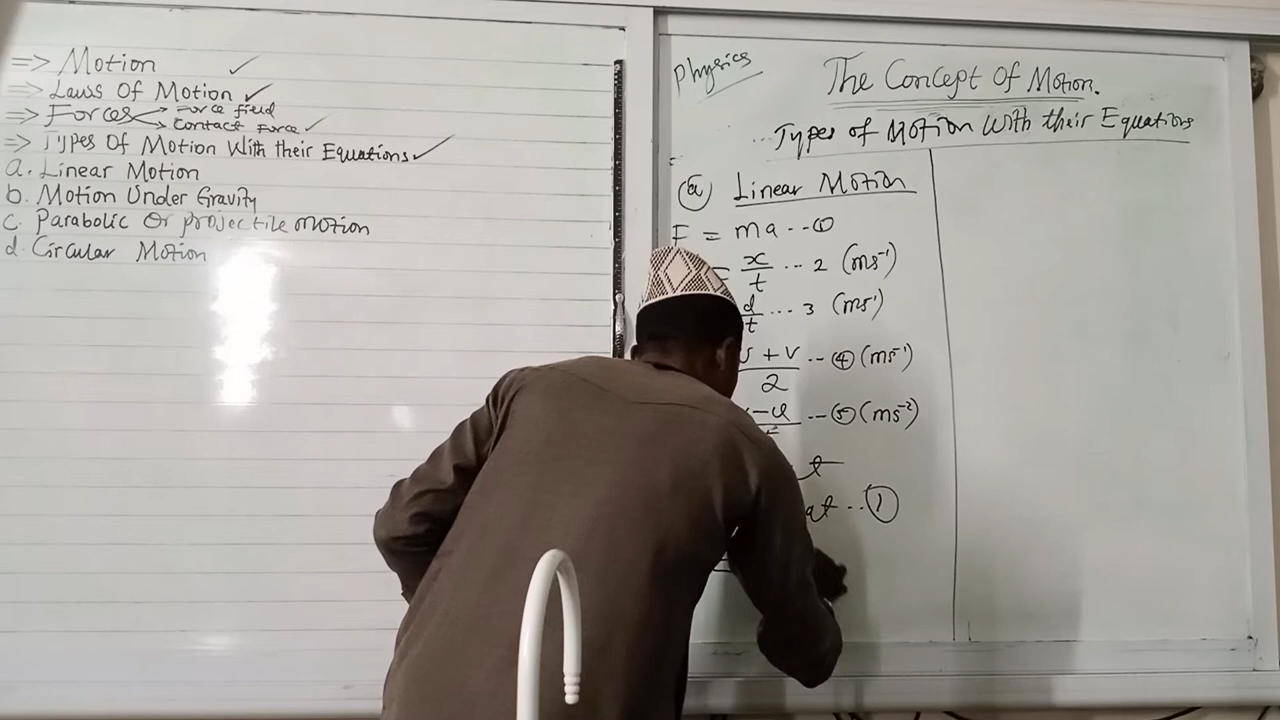 => Motion ✓
=> Laws Of Motion ✓
=> Forces Force field
Contact Force ✓
=> Types Of Motion With their Equations ✓
a. Linear Motion
b. Motion Under Gravity
c. Parabolic Or projectile motion
d. Circular Motion
Physics
The Concept Of Motion.
Types of Motion With their Equations
(a) Linear Motion
F = ma -- ①
= x/t --- 2 (ms⁻¹)
d/t --- 3 (ms⁻¹)
+ v / 2 -- ④ (ms⁻¹)
- u / t -- ⑤ (ms⁻²)
t
at -- ①